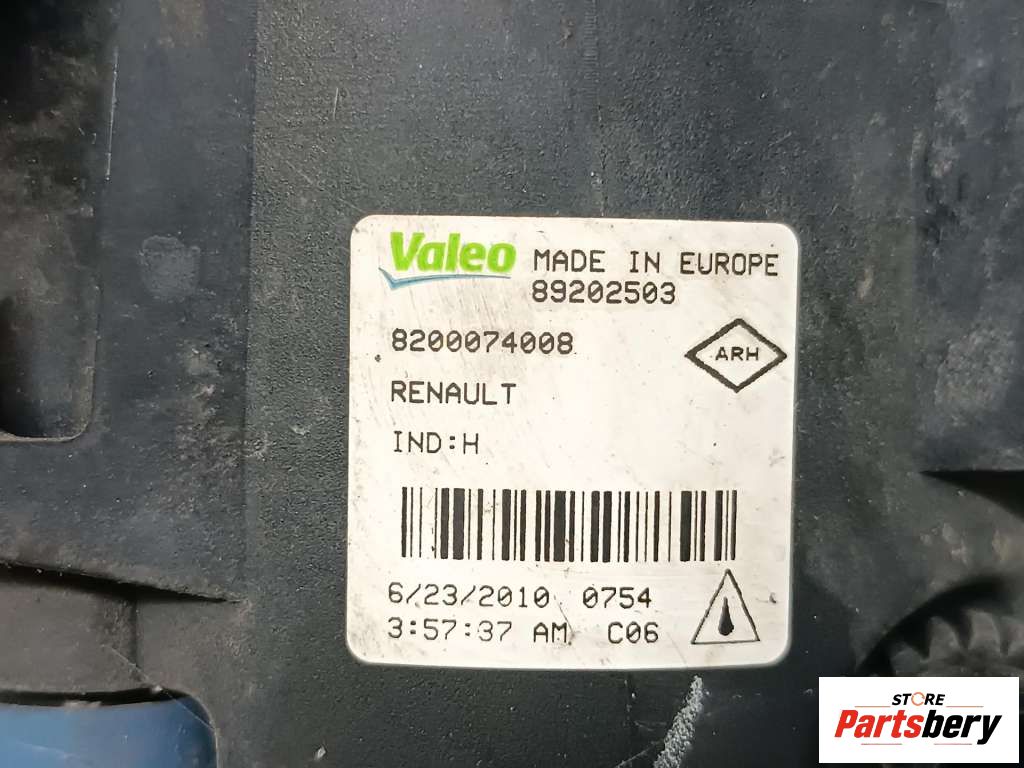 Valeo MADE IN EUROPE
89202503
8200074008
ARH
RENAULT
IND:H
6/23/2010 0754
3:57:37 AM C06
STORE
Partsbery